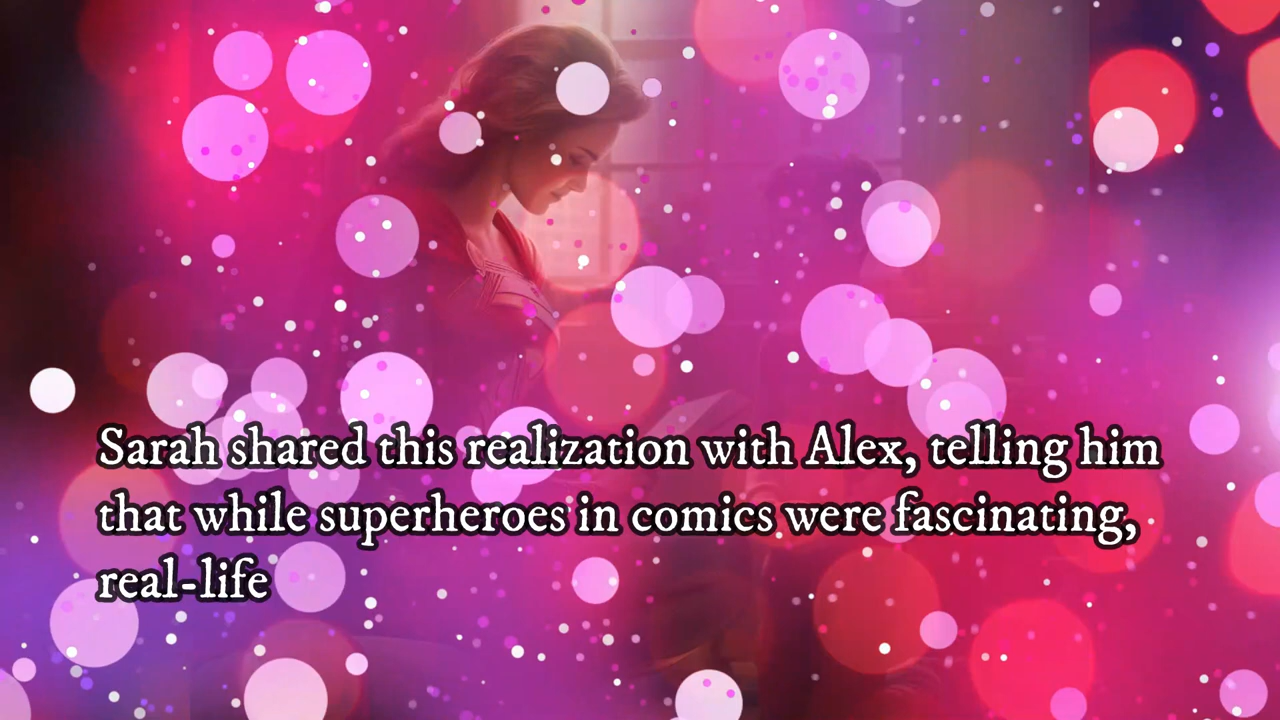 Sarah shared this realization with Alex, telling him
that while superheroes in comics were fascinating,
real-life